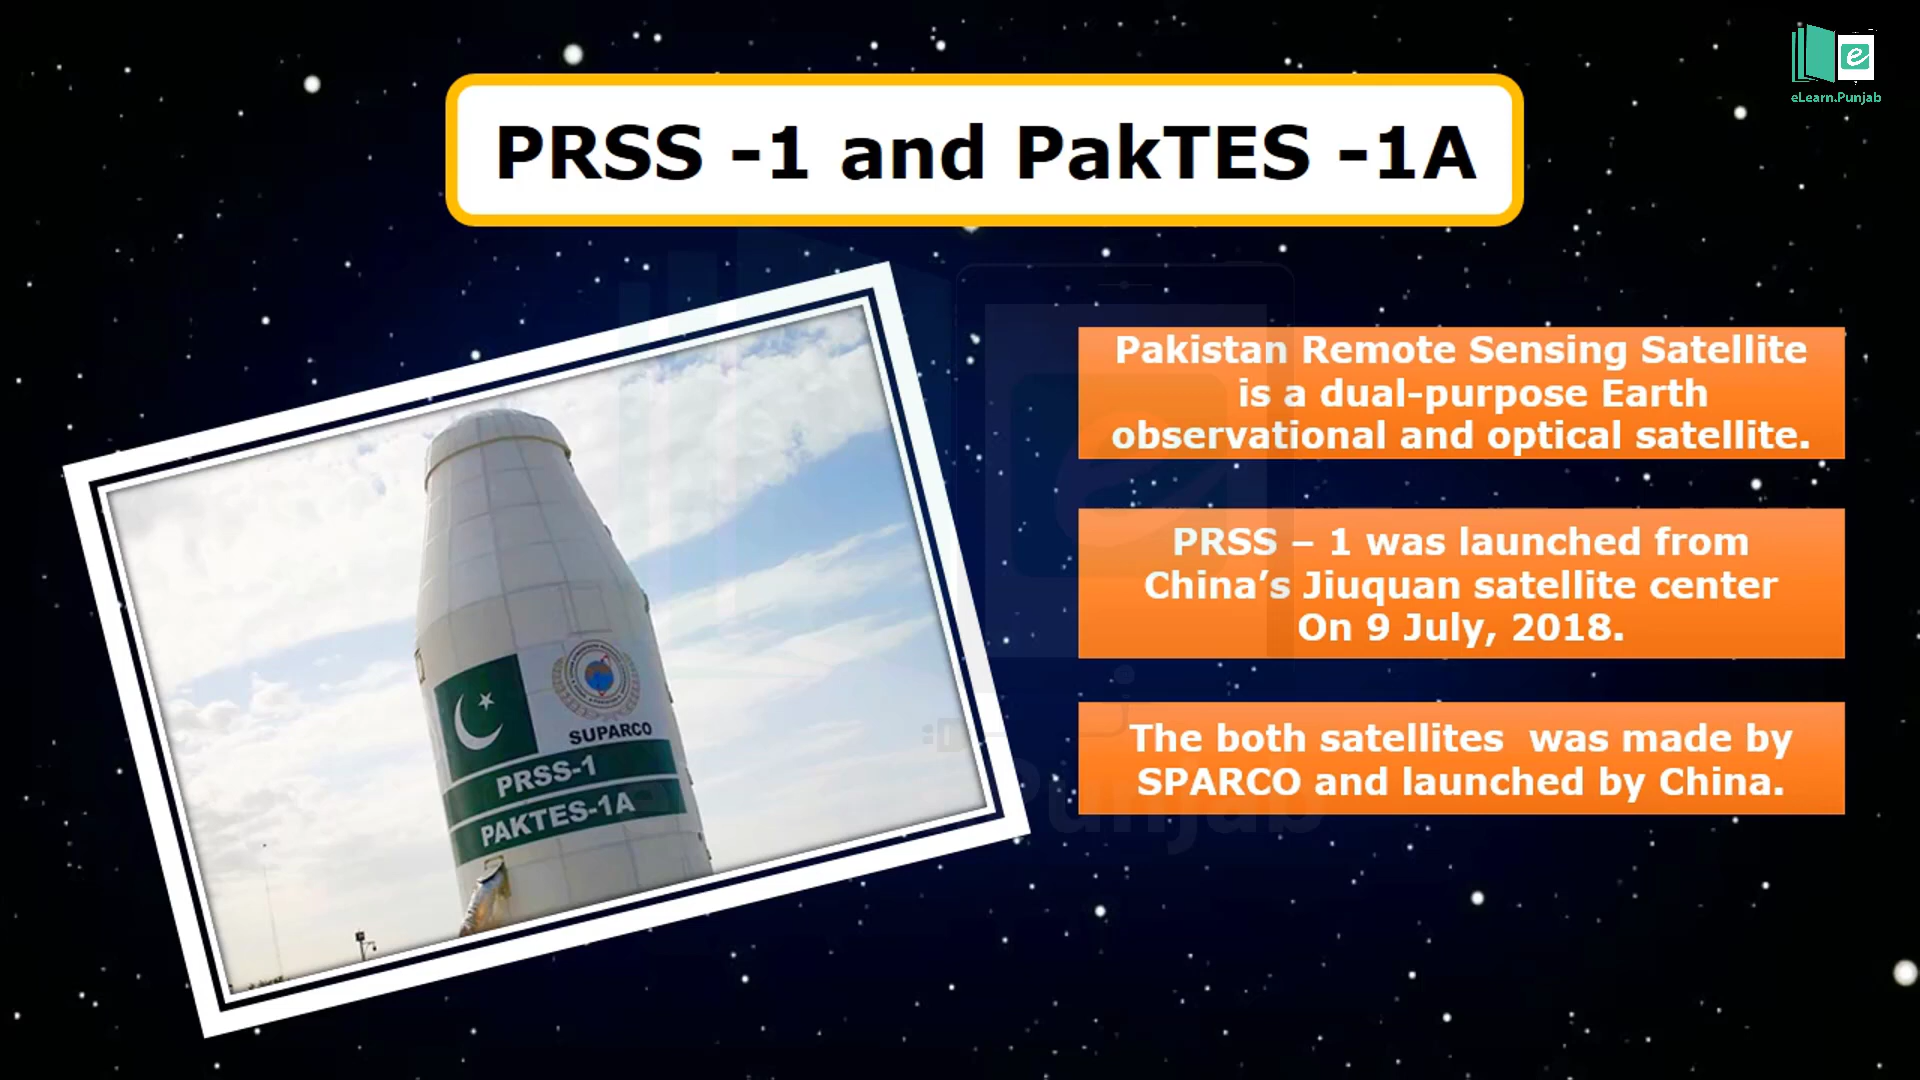 eLearn.Punjab
PRSS -1 and PakTES -1A
Pakistan Remote Sensing Satellite
is a dual-purpose Earth
observational and optical satellite.
PRSS – 1 was launched from
China’s Jiuquan satellite center
On 9 July, 2018.
The both satellites  was made by
SPARCO and launched by China.
SUPARCO
PRSS-1
PAKTES-1A
Punjab